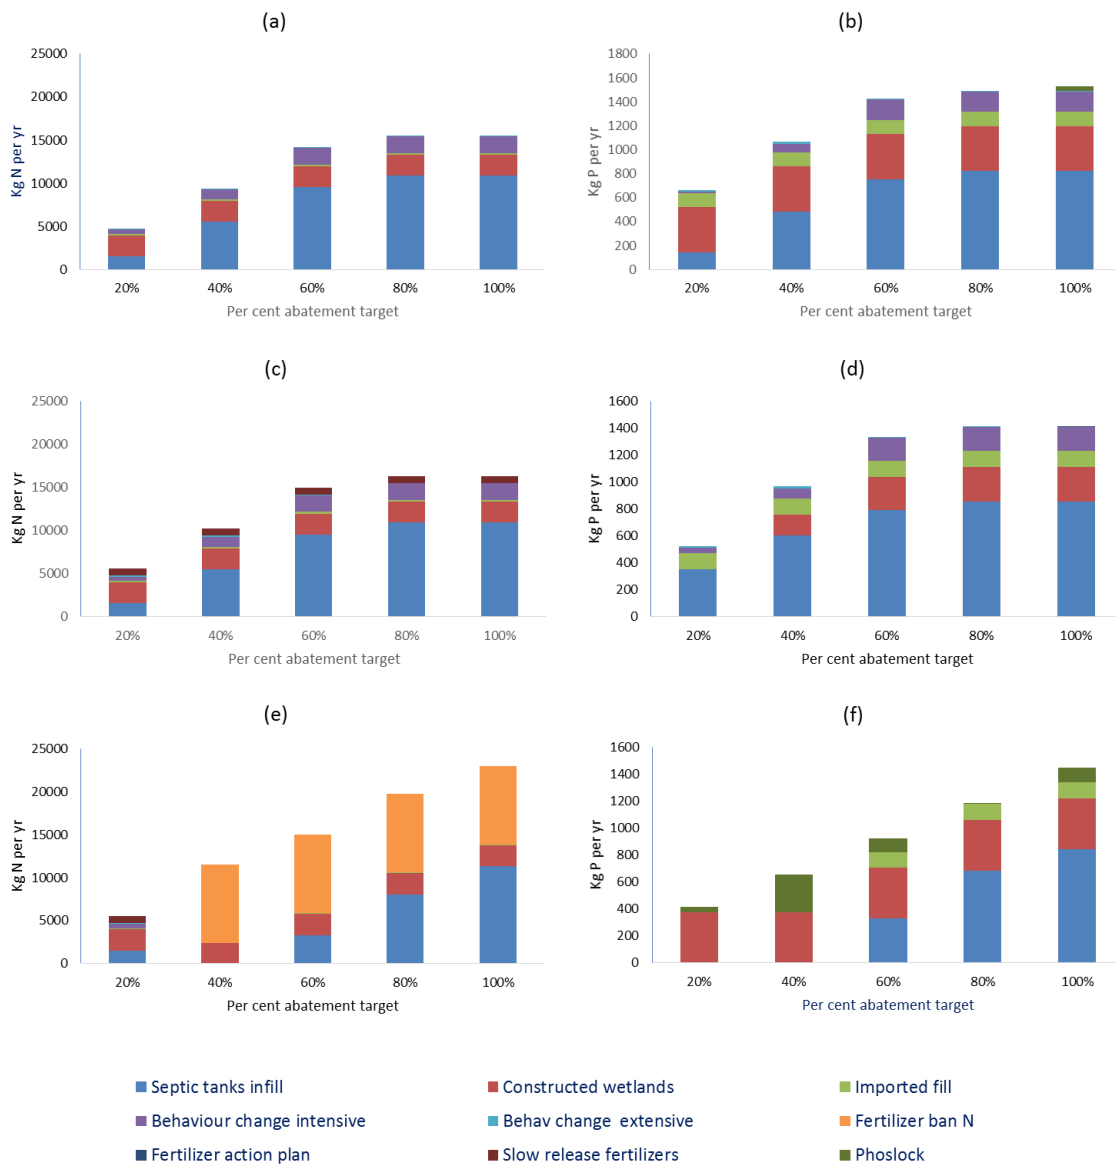 (a)
25000
20000
15000
10000
5000
0
Kg N per yr
20% 40% 60% 80% 100%
Per cent abatement target
(b)
1800
1600
1400
1200
1000
800
600
400
200
0
Kg P per yr
20% 40% 60% 80% 100%
Per cent abatement target
(c)
25000
20000
15000
10000
5000
0
Kg N per yr
20% 40% 60% 80% 100%
Per cent abatement target
(d)
1600
1400
1200
1000
800
600
400
200
0
Kg P per yr
20% 40% 60% 80% 100%
Per cent abatement target
(e)
25000
20000
15000
10000
5000
0
Kg N per yr
20% 40% 60% 80% 100%
Per cent abatement target
(f)
1600
1400
1200
1000
800
600
400
200
0
Kg P per yr
20% 40% 60% 80% 100%
Per cent abatement target
Septic tanks infill Constructed wetlands Imported fill
Behaviour change intensive Behav change extensive Fertilizer ban N
Fertilizer action plan Slow release fertilizers Phoslock